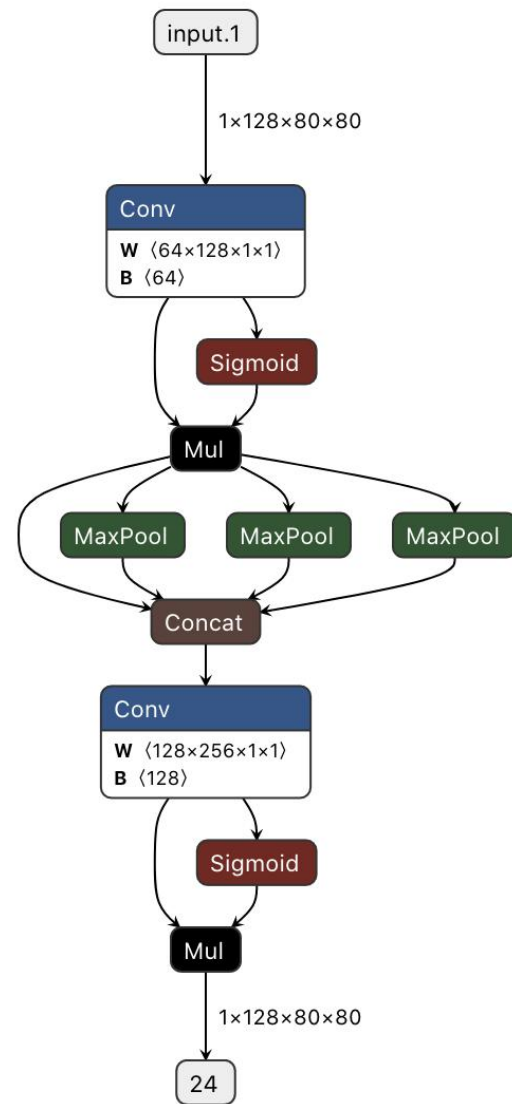 input.1
1×128×80×80
Conv
W ⟨64×128×1×1⟩
B ⟨64⟩
Sigmoid
Mul
MaxPool MaxPool MaxPool
Concat
Conv
W ⟨128×256×1×1⟩
B ⟨128⟩
Sigmoid
Mul
1×128×80×80
24